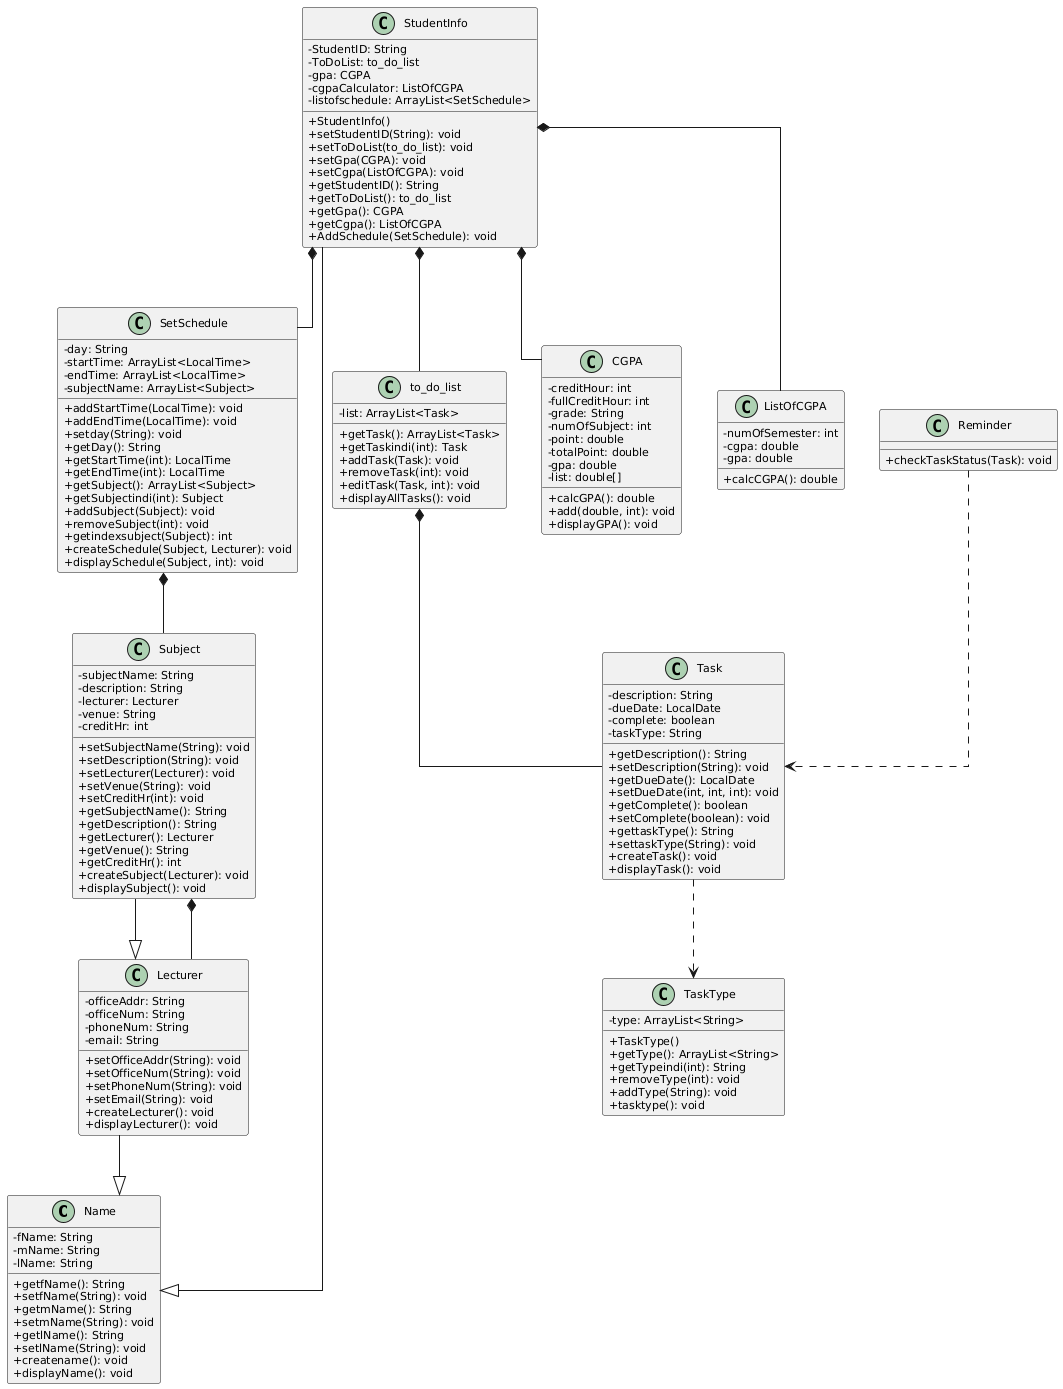 StudentInfo
-StudentID: String
-ToDoList: to_do_list
-gpa: CGPA
-cgpaCalculator: ListOfCGPA
-listofschedule: ArrayList<SetSchedule>
+StudentInfo()
+setStudentID(String): void
+setToDoList(to_do_list): void
+setGpa(CGPA): void
+setCgpa(ListOfCGPA): void
+getStudentID(): String
+getToDoList(): to_do_list
+getGpa(): CGPA
+getCgpa(): ListOfCGPA
+AddSchedule(SetSchedule): void
SetSchedule
-day: String
-startTime: ArrayList<LocalTime>
-endTime: ArrayList<LocalTime>
-subjectName: ArrayList<Subject>
+addStartTime(LocalTime): void
+addEndTime(LocalTime): void
+setday(String): void
+getDay(): String
+getStartTime(int): LocalTime
+getEndTime(int): LocalTime
+getSubject(): ArrayList<Subject>
+getSubjectindi(int): Subject
+addSubject(Subject): void
+removeSubject(int): void
+getindexsubject(Subject): int
+createSchedule(Subject, Lecturer): void
+displaySchedule(Subject, int): void
to_do_list
-list: ArrayList<Task>
+getTask(): ArrayList<Task>
+getTaskindi(int): Task
+addTask(Task): void
+removeTask(int): void
+editTask(Task, int): void
+displayAllTasks(): void
CGPA
-creditHour: int
-fullCreditHour: int
-grade: String
-numOfSubject: int
-point: double
-totalPoint: double
-gpa: double
-list: double[]
+calcGPA(): double
+add(double, int): void
+displayGPA(): void
ListOfCGPA
-numOfSemester: int
-cgpa: double
-gpa: double
+calcCGPA(): double
Reminder
+checkTaskStatus(Task): void
Subject
-subjectName: String
-description: String
-lecturer: Lecturer
-venue: String
-creditHr: int
+setSubjectName(String): void
+setDescription(String): void
+setLecturer(Lecturer): void
+setVenue(String): void
+setCreditHr(int): void
+getSubjectName(): String
+getDescription(): String
+getLecturer(): Lecturer
+getVenue(): String
+getCreditHr(): int
+createSubject(Lecturer): void
+displaySubject(): void
Task
-description: String
-dueDate: LocalDate
-complete: boolean
-taskType: String
+getDescription(): String
+setDescription(String): void
+getDueDate(): LocalDate
+setDueDate(int, int, int): void
+getComplete(): boolean
+setComplete(boolean): void
+gettaskType(): String
+settaskType(String): void
+createTask(): void
+displayTask(): void
Lecturer
-officeAddr: String
-officeNum: String
-phoneNum: String
-email: String
+setOfficeAddr(String): void
+setOfficeNum(String): void
+setPhoneNum(String): void
+setEmail(String): void
+createLecturer(): void
+displayLecturer(): void
TaskType
-type: ArrayList<String>
+TaskType()
+getType(): ArrayList<String>
+getTypeindi(int): String
+removeType(int): void
+addType(String): void
+tasktype(): void
Name
-fName: String
-mName: String
-lName: String
+getfName(): String
+setfName(String): void
+getmName(): String
+setmName(String): void
+getlName(): String
+setlName(String): void
+createname(): void
+displayName(): void